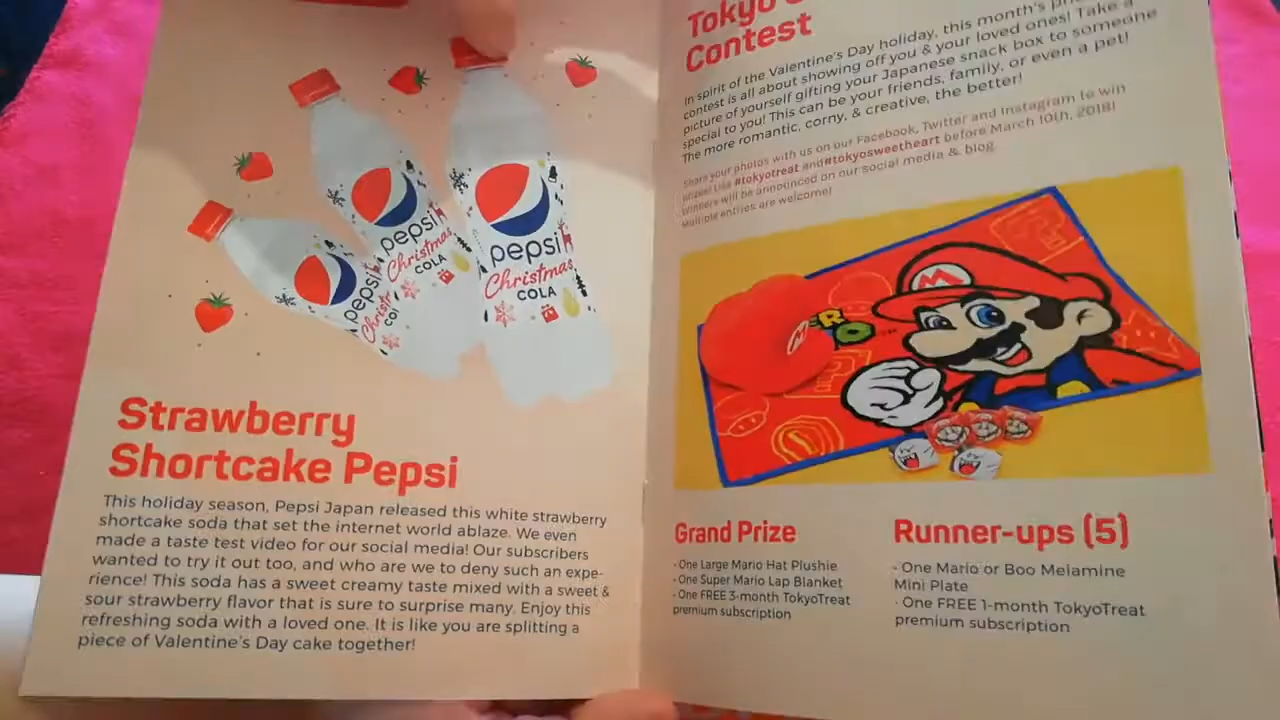 pepsi
Christmas
COLA
pepsi
Christmas
COLA
pepsi
Strawberry
Shortcake Pepsi
This holiday season, Pepsi Japan released this white strawberry
shortcake soda that set the internet world ablaze. We even
made a taste test video for our social media! Our subscribers
wanted to try it out too, and who are we to deny such an expe-
rience! This soda has a sweet creamy taste mixed with a sweet &
sour strawberry flavor that is sure to surprise many. Enjoy this
refreshing soda with a loved one. It is like you are splitting a
piece of Valentine's Day cake together!
Tokyo
Contest
In spirit of the Valentine's Day holiday, this month's
contest is all about showing off you & your loved ones! Take a
picture of yourself gifting your Japanese snack box to someone
special to you! This can be your friends, family, or even a pet!
The more romantic, corny, & creative, the better!
Share your photos with us on our Facebook, Twitter and Instagram to win
prizes! Use #tokyotreat and #tokyosweetheart before March 10th, 2018!
Winners will be announced on our social media & blog.
Multiple entries are welcome!
M
Grand Prize
- One Large Mario Hat Plushie
- One Super Mario Lap Blanket
- One FREE 3-month TokyoTreat
premium subscription
Runner-ups (5)
- One Mario or Boo Melamine
Mini Plate
- One FREE 1-month TokyoTreat
premium subscription